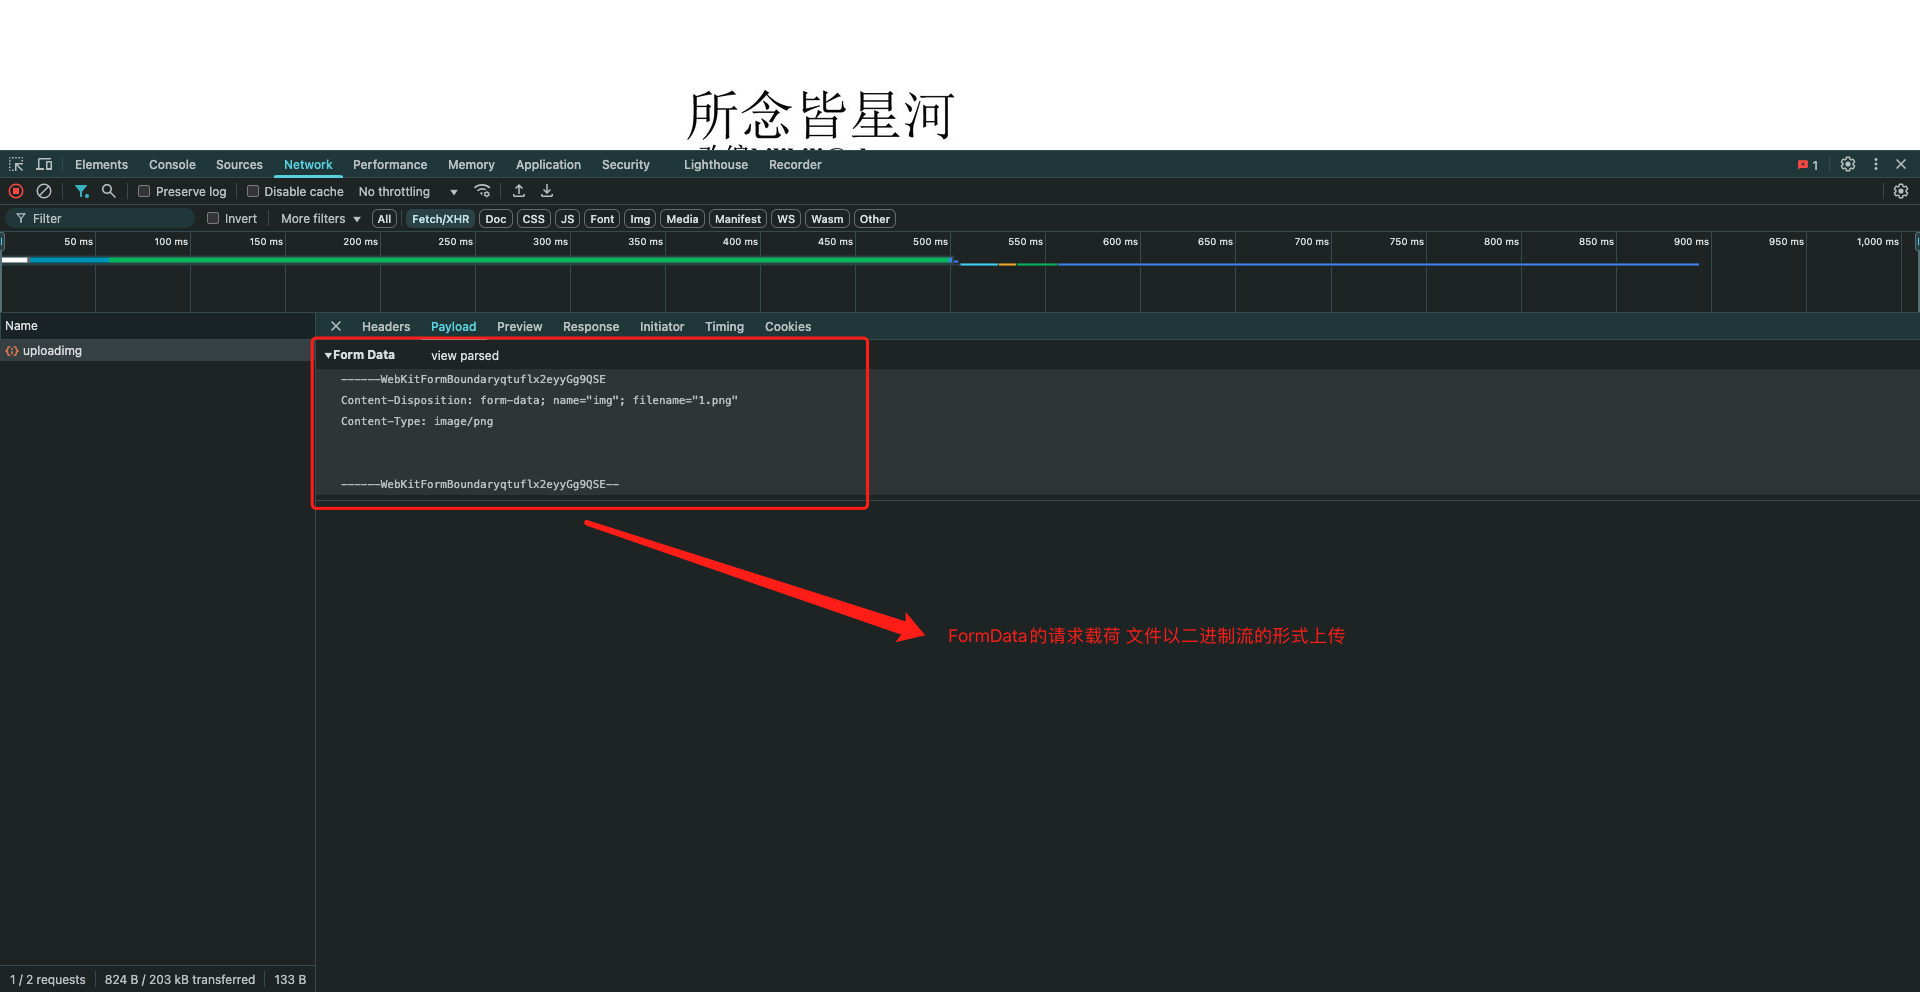 所念皆星河
Elements Console Sources Network Performance Memory Application Security Lighthouse Recorder 1
Preserve log Disable cache No throttling
Filter Invert More filters All Fetch/XHR Doc CSS JS Font Img Media Manifest WS Wasm Other
50 ms 100 ms 150 ms 200 ms 250 ms 300 ms 350 ms 400 ms 450 ms 500 ms 550 ms 600 ms 650 ms 700 ms 750 ms 800 ms 850 ms 900 ms 950 ms 1,000 ms
Name
Headers Payload Preview Response Initiator Timing Cookies
uploadimg
Form Data view parsed
------WebKitFormBoundaryqtuflx2eyyGg9QSE
Content-Disposition: form-data; name="img"; filename="1.png"
Content-Type: image/png
------WebKitFormBoundaryqtuflx2eyyGg9QSE--
FormData的请求载荷 文件以二进制流的形式上传
1 / 2 requests 824 B / 203 kB transferred 133 B